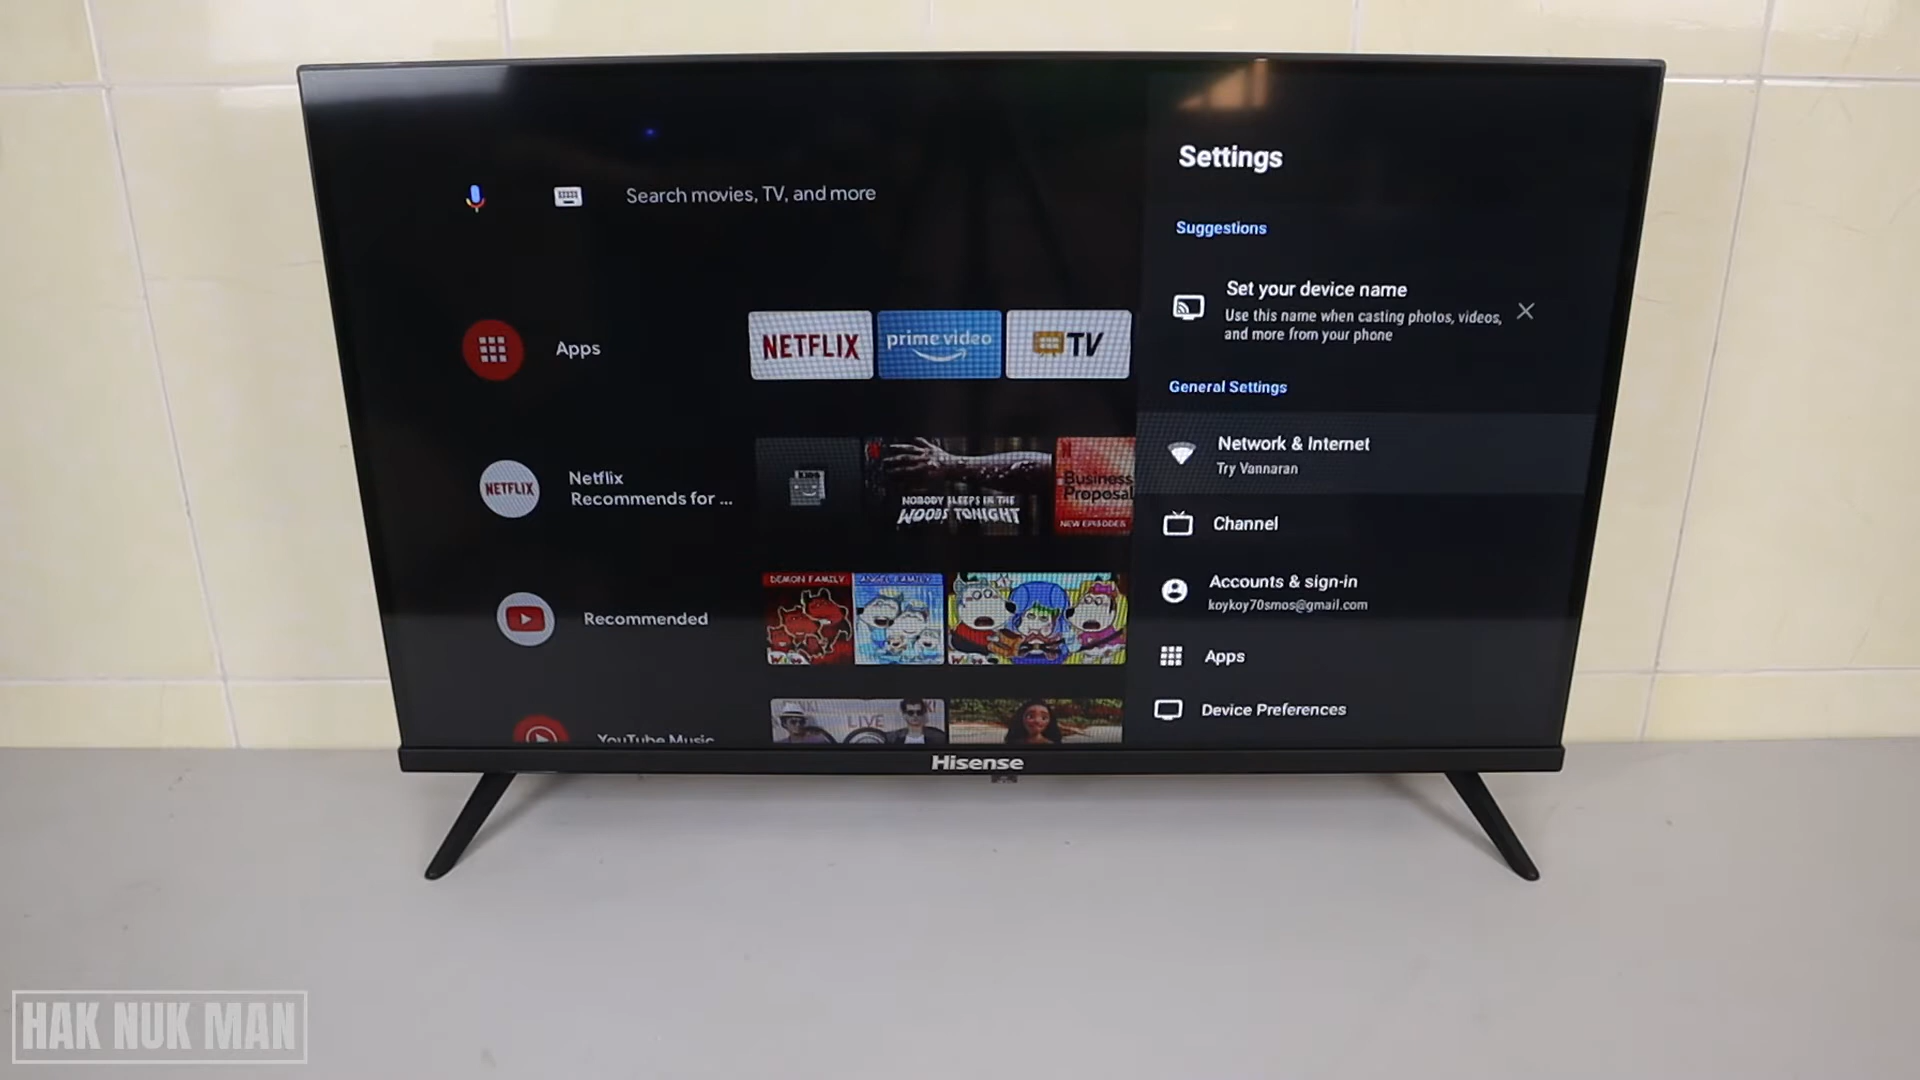 Search movies, TV, and more
Apps
NETFLIX
prime video
TV
NETFLIX
Netflix
Recommends for ...
KIDS
NOBODY SLEEPS IN THE
WOODS TONIGHT
Business
Proposal
NEW EPISODES
Recommended
DEMON FAMILY
ANGEL FAMILY
YouTube Music
LIVE
Settings
Suggestions
Set your device name
Use this name when casting photos, videos,
and more from your phone
General Settings
Network & Internet
Try Vannaran
Channel
Accounts & sign-in
koykoy70smos@gmail.com
Apps
Device Preferences
Hisense
HAK NUK MAN